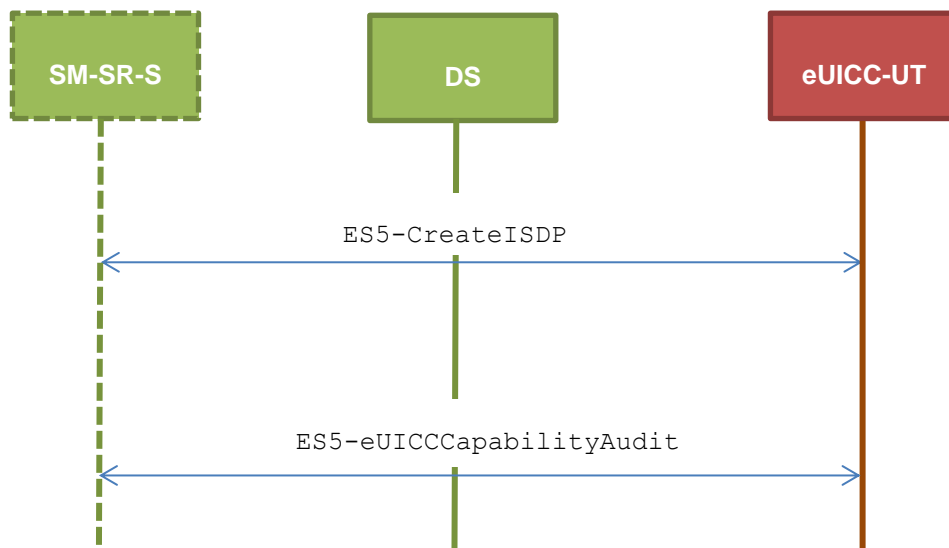 SM-SR-S
DS
eUICC-UT
ES5-CreateISDP
ES5-eUICCCapabilityAudit